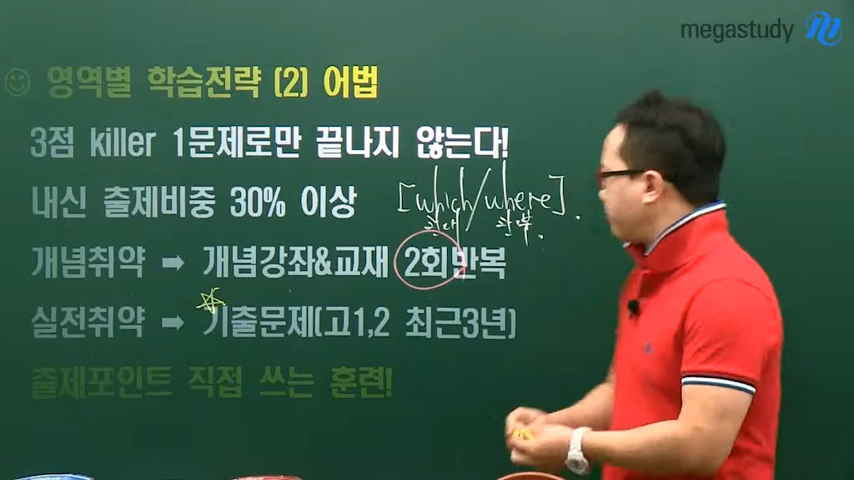 megastudy
영역별 학습전략 (2) 어법
3점 killer 1문제로만 끝나지 않는다!
내신 출제비중 30% 이상
[which/where].
관대 관부.
개념취약 ➡ 개념강좌&교재 2회반복
실전취약 ➡ 기출문제(고1,2 최근3년)
출제포인트 직접 쓰는 훈련!